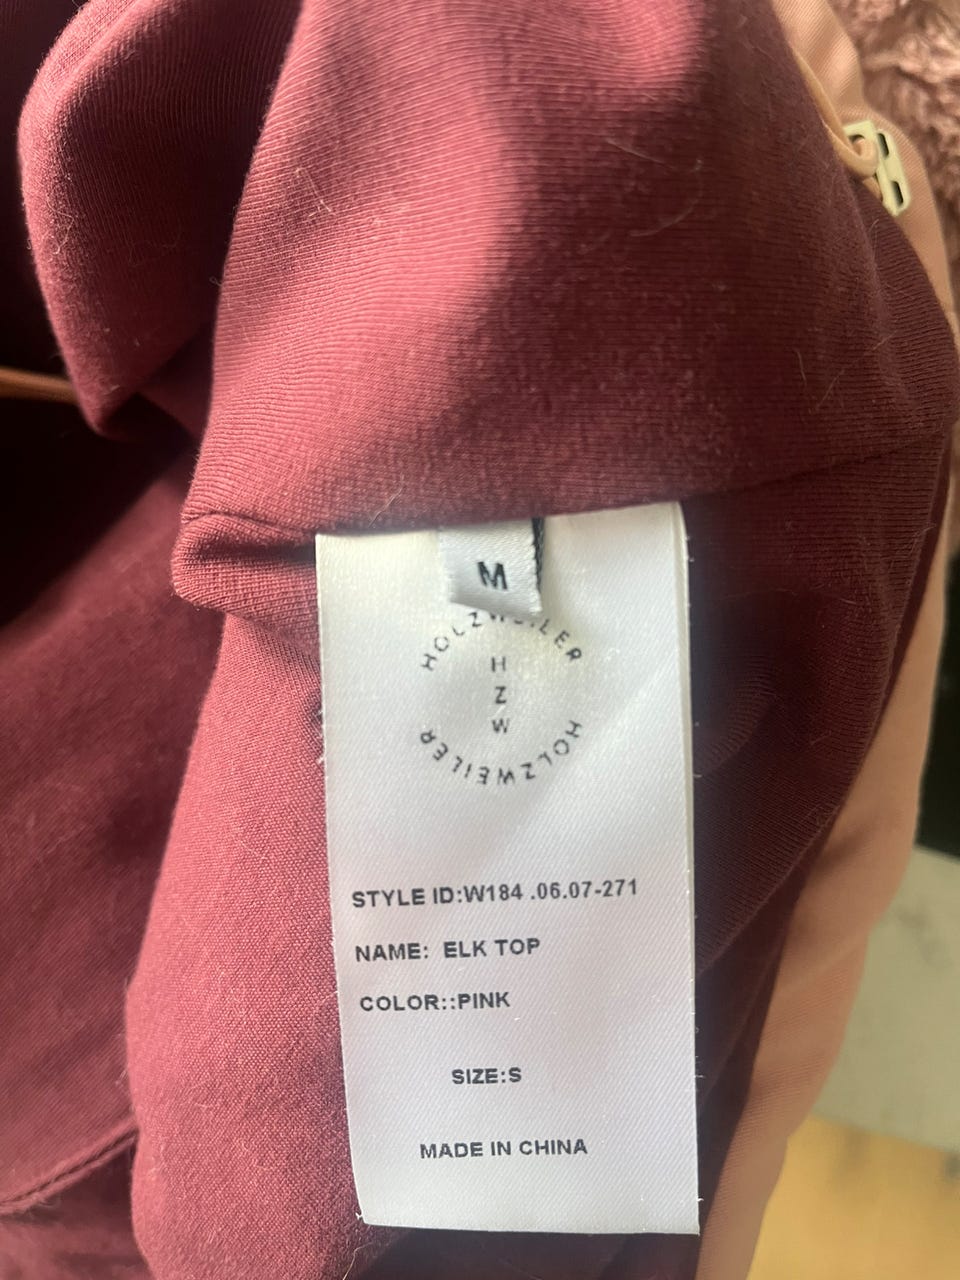 M
HOLZWEILER
H
Z
W
HOLZWEILER
STYLE ID:W184 .06.07-271
NAME: ELK TOP
COLOR::PINK
SIZE:S
MADE IN CHINA